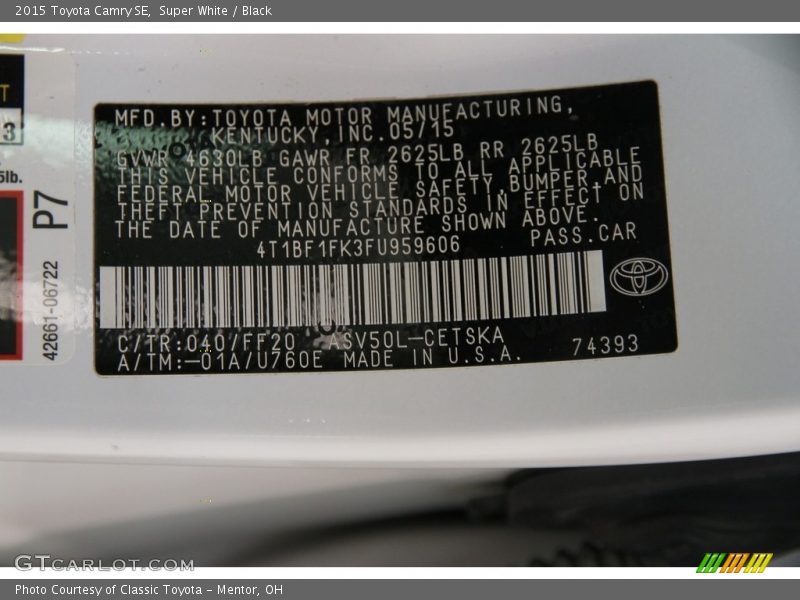 2015 Toyota Camry SE, Super White / Black
T
3
5lb.
P7
42661-06722
MFD.BY:TOYOTA MOTOR MANUFACTURING,
KENTUCKY,INC.05/15
GVWR 4630LB GAWR FR 2625LB RR 2625LB
THIS VEHICLE CONFORMS TO ALL APPLICABLE
FEDERAL MOTOR VEHICLE SAFETY,BUMPER,AND
THEFT PREVENTION STANDARDS IN EFFECT ON
THE DATE OF MANUFACTURE SHOWN ABOVE.
4T1BF1FK3FU959606 PASS.CAR
C/TR:040/FF20 ASV50L-CETSKA
A/TM:-01A/U760E MADE IN U.S.A. 74393
GTcarlot.com
Photo Courtesy of Classic Toyota - Mentor, OH